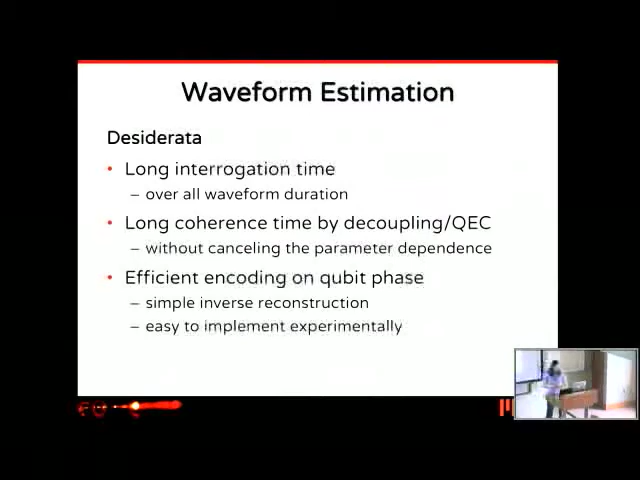 Waveform Estimation
Desiderata
• Long interrogation time
– over all waveform duration
• Long coherence time by decoupling/QEC
– without canceling the parameter dependence
• Efficient encoding on qubit phase
– simple inverse reconstruction
– easy to implement experimentally